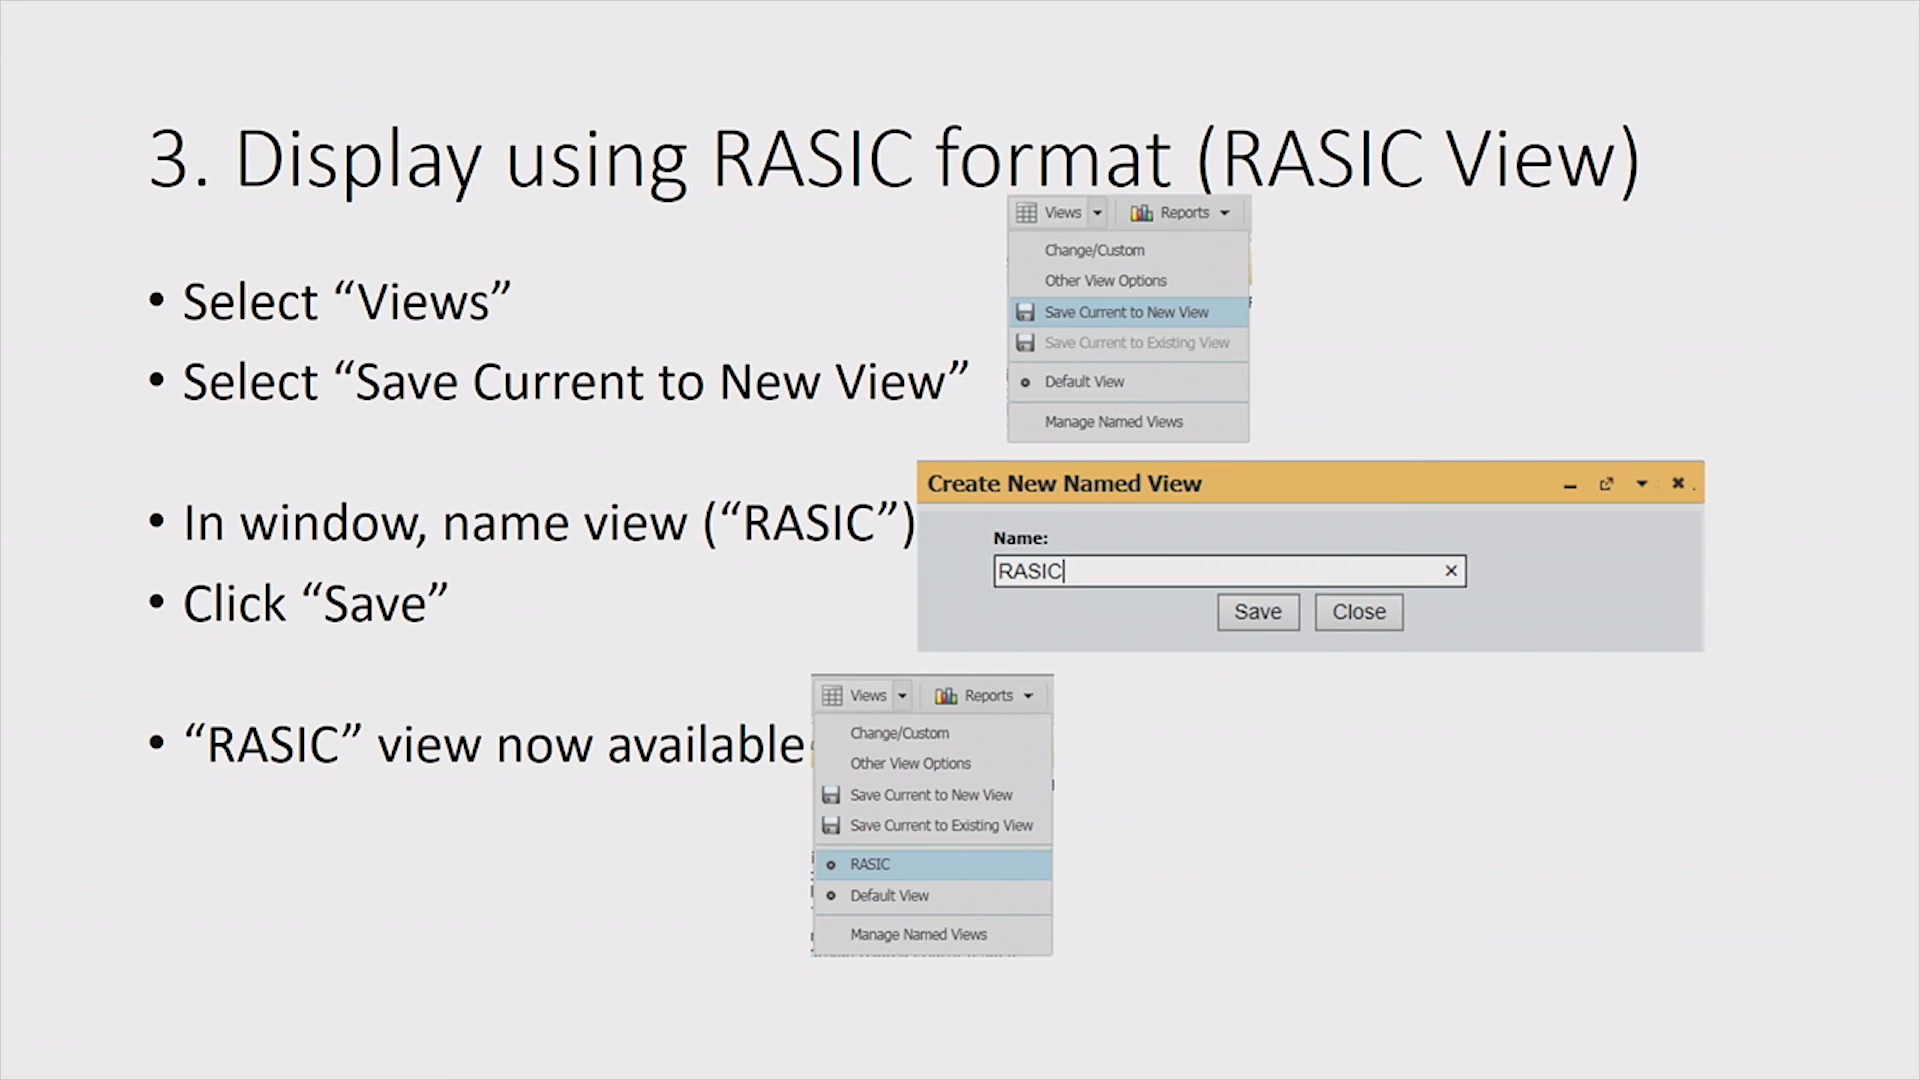 3. Display using RASIC format (RASIC View)
Views Reports
Change/Custom
Other View Options
Save Current to New View
Save Current to Existing View
Default View
Manage Named Views
• Select “Views”
• Select “Save Current to New View”
• In window, name view (“RASIC”)
• Click “Save”
Create New Named View
Name:
RASIC
Save Close
• “RASIC” view now available
Views Reports
Change/Custom
Other View Options
Save Current to New View
Save Current to Existing View
RASIC
Default View
Manage Named Views